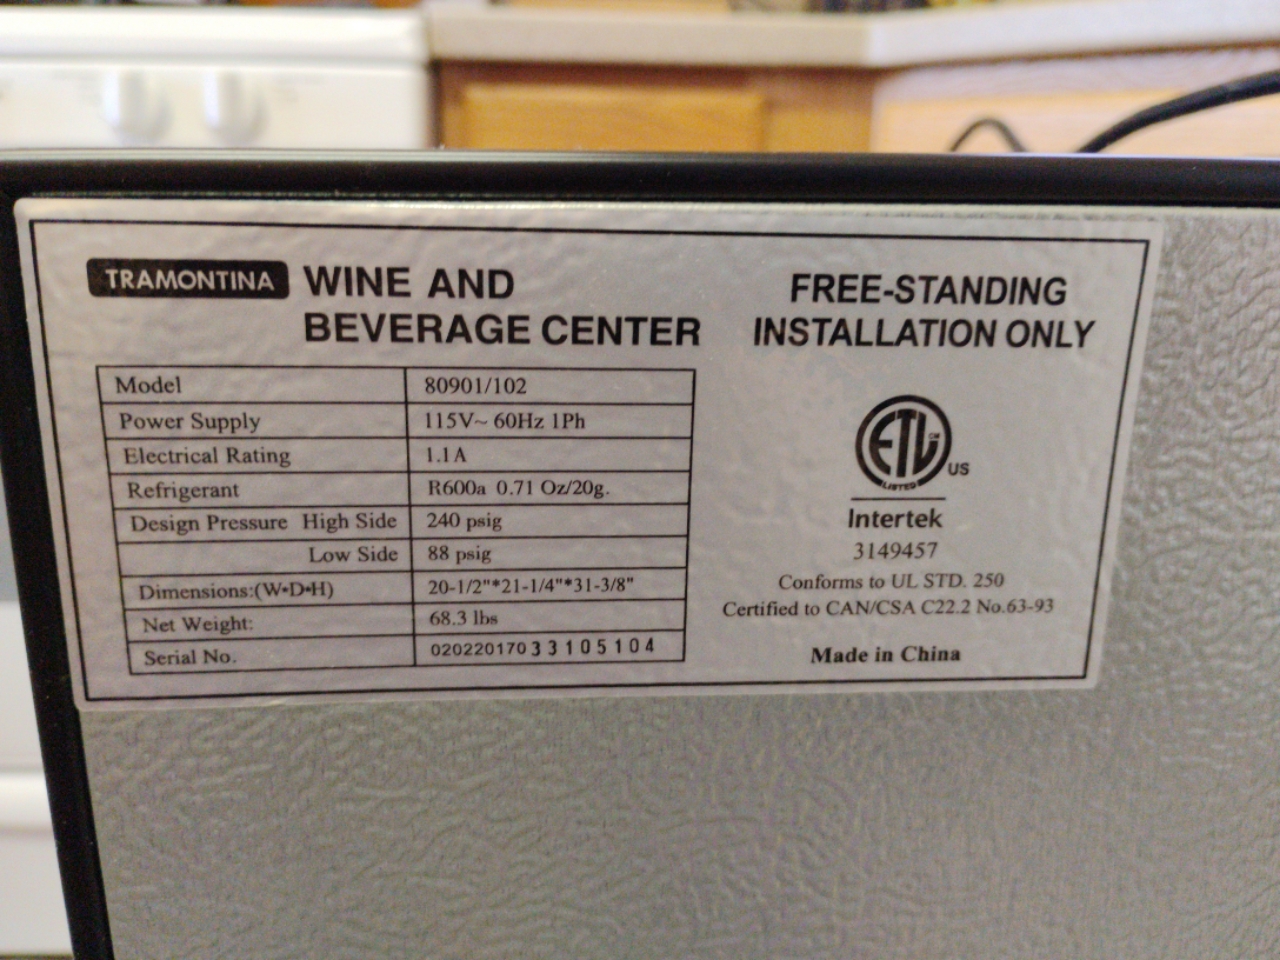 TRAMONTINA WINE AND
BEVERAGE CENTER
Model 80901/102
Power Supply 115V~ 60Hz 1Ph
Electrical Rating 1.1A
Refrigerant R600a 0.71 Oz/20g.
Design Pressure High Side 240 psig
Low Side 88 psig
Dimensions:(W•D•H) 20-1/2"*21-1/4"*31-3/8"
Net Weight: 68.3 lbs
Serial No. 02022017033105104
FREE-STANDING
INSTALLATION ONLY
ETL CM
US
LISTED
Intertek
3149457
Conforms to UL STD. 250
Certified to CAN/CSA C22.2 No.63-93
Made in China